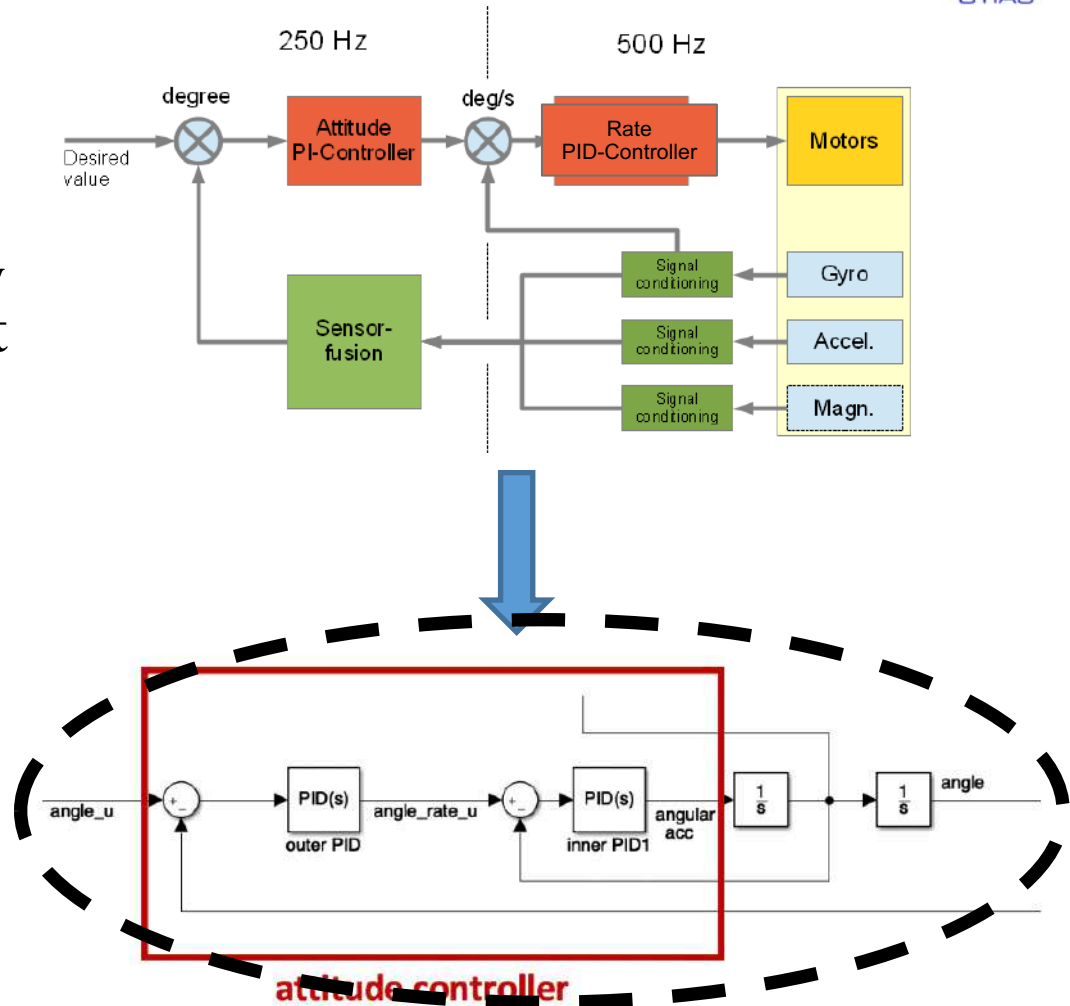 250 Hz
500 Hz
degree
deg/s
Desired
value
Attitude
PI-Controller
Rate
PID-Controller
Motors
Signal
conditioning
Gyro
Sensor-
fusion
Signal
conditioning
Accel.
Signal
conditioning
Magn.
angle_u
+
−
PID(s)
outer PID
angle_rate_u
+
−
PID(s)
inner PID1
angular
acc
1
s
1
s
angle
attitude controller